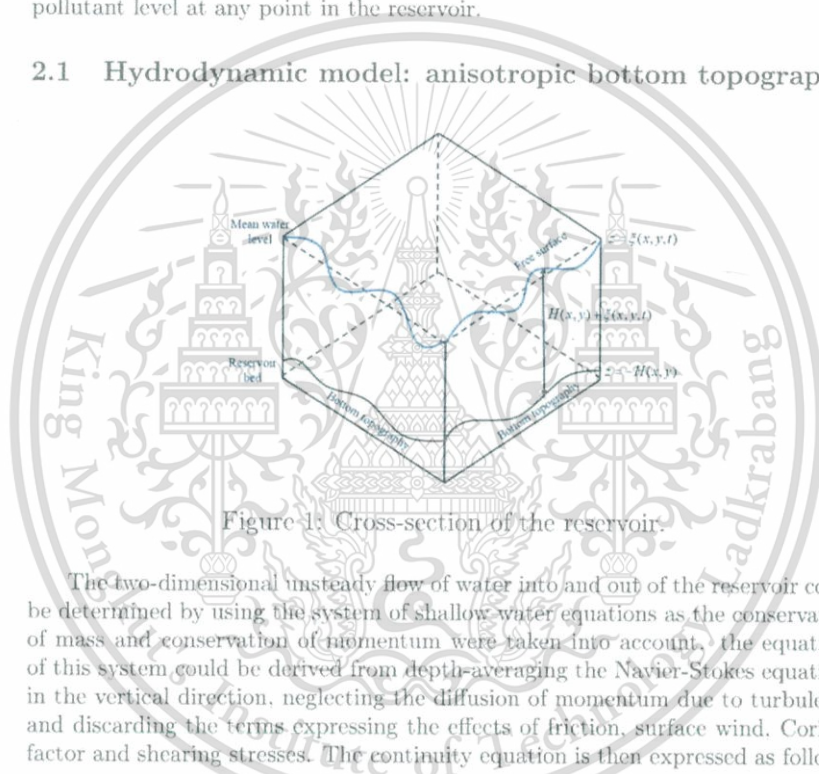 pollutant level at any point in the reservoir.
2.1 Hydrodynamic model: anisotropic bottom topograp
Mean water
level
Free surface
z = ξ(x, y, t)
H(x, y) + ξ(x, y, t)
Reservoir
bed
z = -H(x, y)
Bottom topography
Bottom topography
Figure 1: Cross-section of the reservoir.
The two-dimensional unsteady flow of water into and out of the reservoir co
be determined by using the system of shallow water equations as the conserva
of mass and conservation of momentum were taken into account, the equat
of this system could be derived from depth-averaging the Navier-Stokes equat
in the vertical direction, neglecting the diffusion of momentum due to turbule
and discarding the terms expressing the effects of friction, surface wind, Cori
factor and shearing stresses. The continuity equation is then expressed as follo
King Mongkut's Institute of Technology Ladkrabang